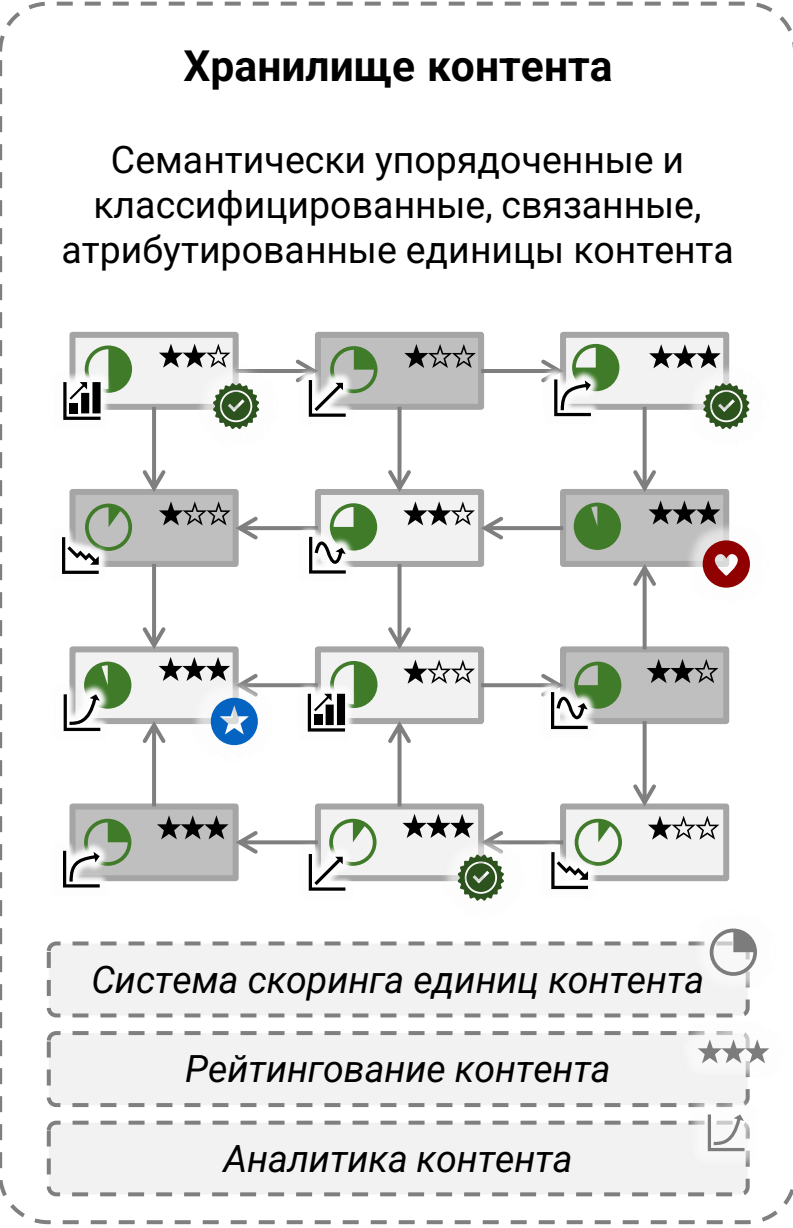 Хранилище контента
Семантически упорядоченные и
классифицированные, связанные,
атрибутированные единицы контента
Система скоринга единиц контента
Рейтингование контента
Аналитика контента